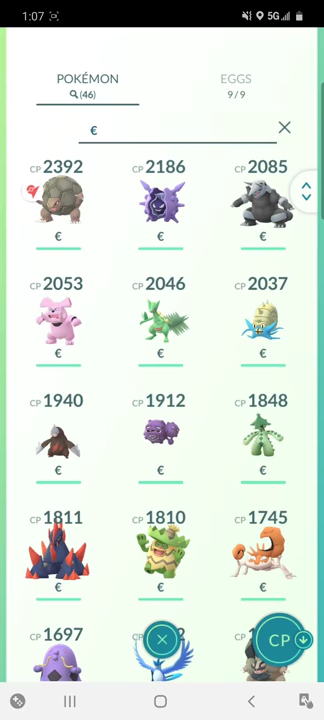 1:07
5G
POKÉMON
EGGS
(46)
9 / 9
€
CP 2392
CP 2186
CP 2085
€
€
€
CP 2053
CP 2046
CP 2037
€
€
€
CP 1940
CP 1912
CP 1848
€
€
€
CP 1811
CP 1810
CP 1745
€
€
€
CP 1697
CP